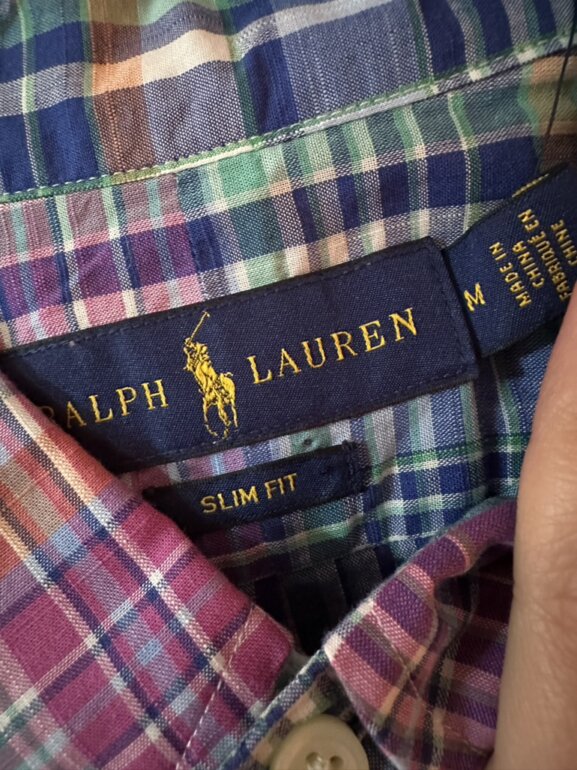 RALPH LAUREN
M
MADE IN
CHINA
FABRIQUE EN
CHINE
SLIM FIT